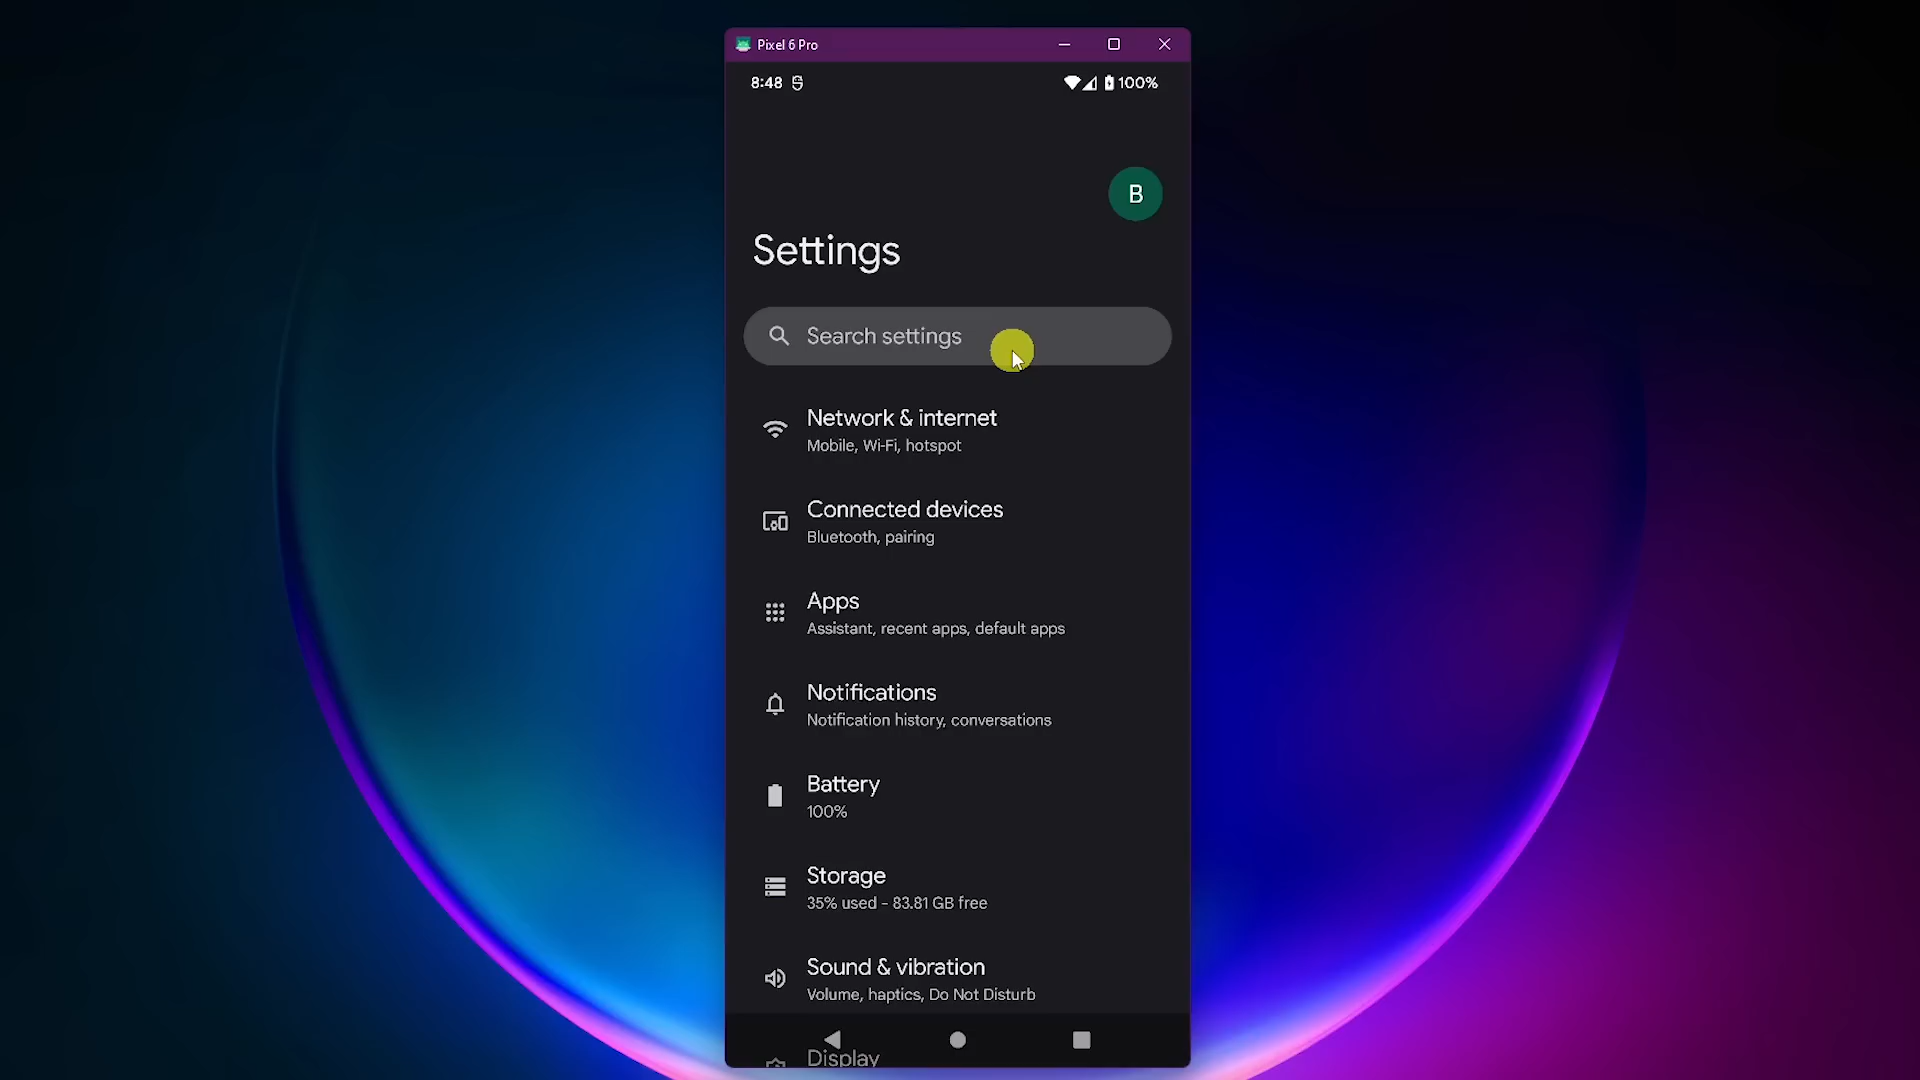 Pixel 6 Pro
8:48
100%
B
Settings
Search settings
Network & internet
Mobile, Wi-Fi, hotspot
Connected devices
Bluetooth, pairing
Apps
Assistant, recent apps, default apps
Notifications
Notification history, conversations
Battery
100%
Storage
35% used - 83.81 GB free
Sound & vibration
Volume, haptics, Do Not Disturb
Display